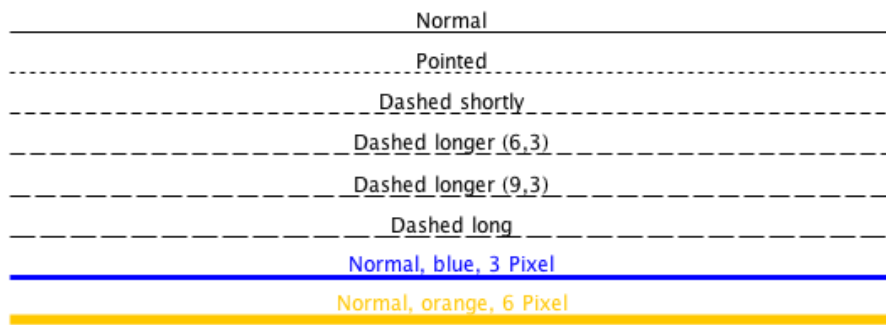 Normal
Pointed
Dashed shortly
Dashed longer (6,3)
Dashed longer (9,3)
Dashed long
Normal, blue, 3 Pixel
Normal, orange, 6 Pixel